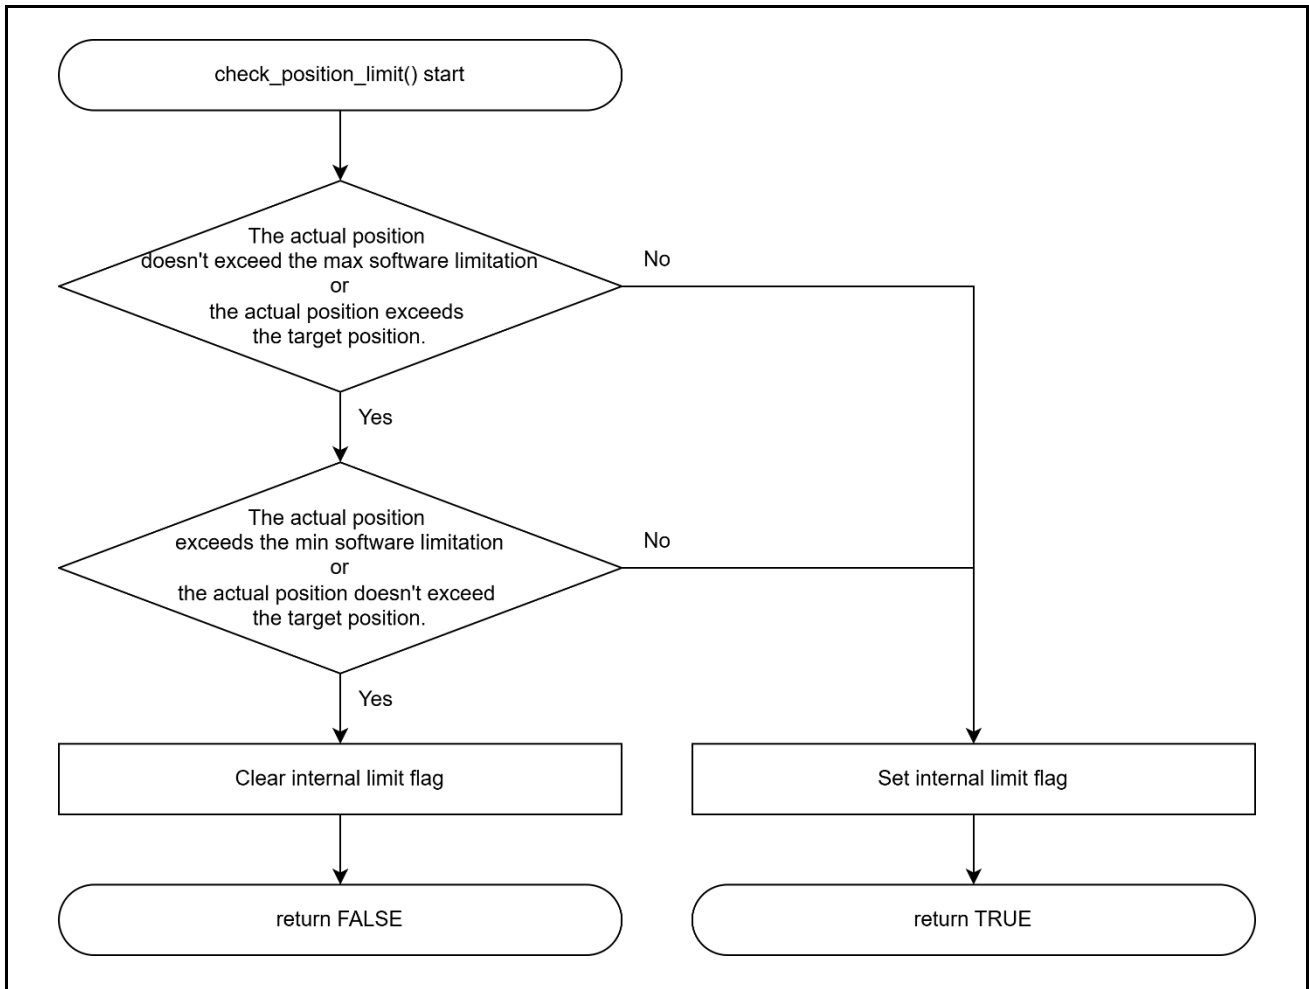 check_position_limit() start
The actual position
doesn't exceed the max software limitation
or
the actual position exceeds
the target position.
No
Yes
The actual position
exceeds the min software limitation
or
the actual position doesn't exceed
the target position.
No
Yes
Clear internal limit flag
Set internal limit flag
return FALSE
return TRUE